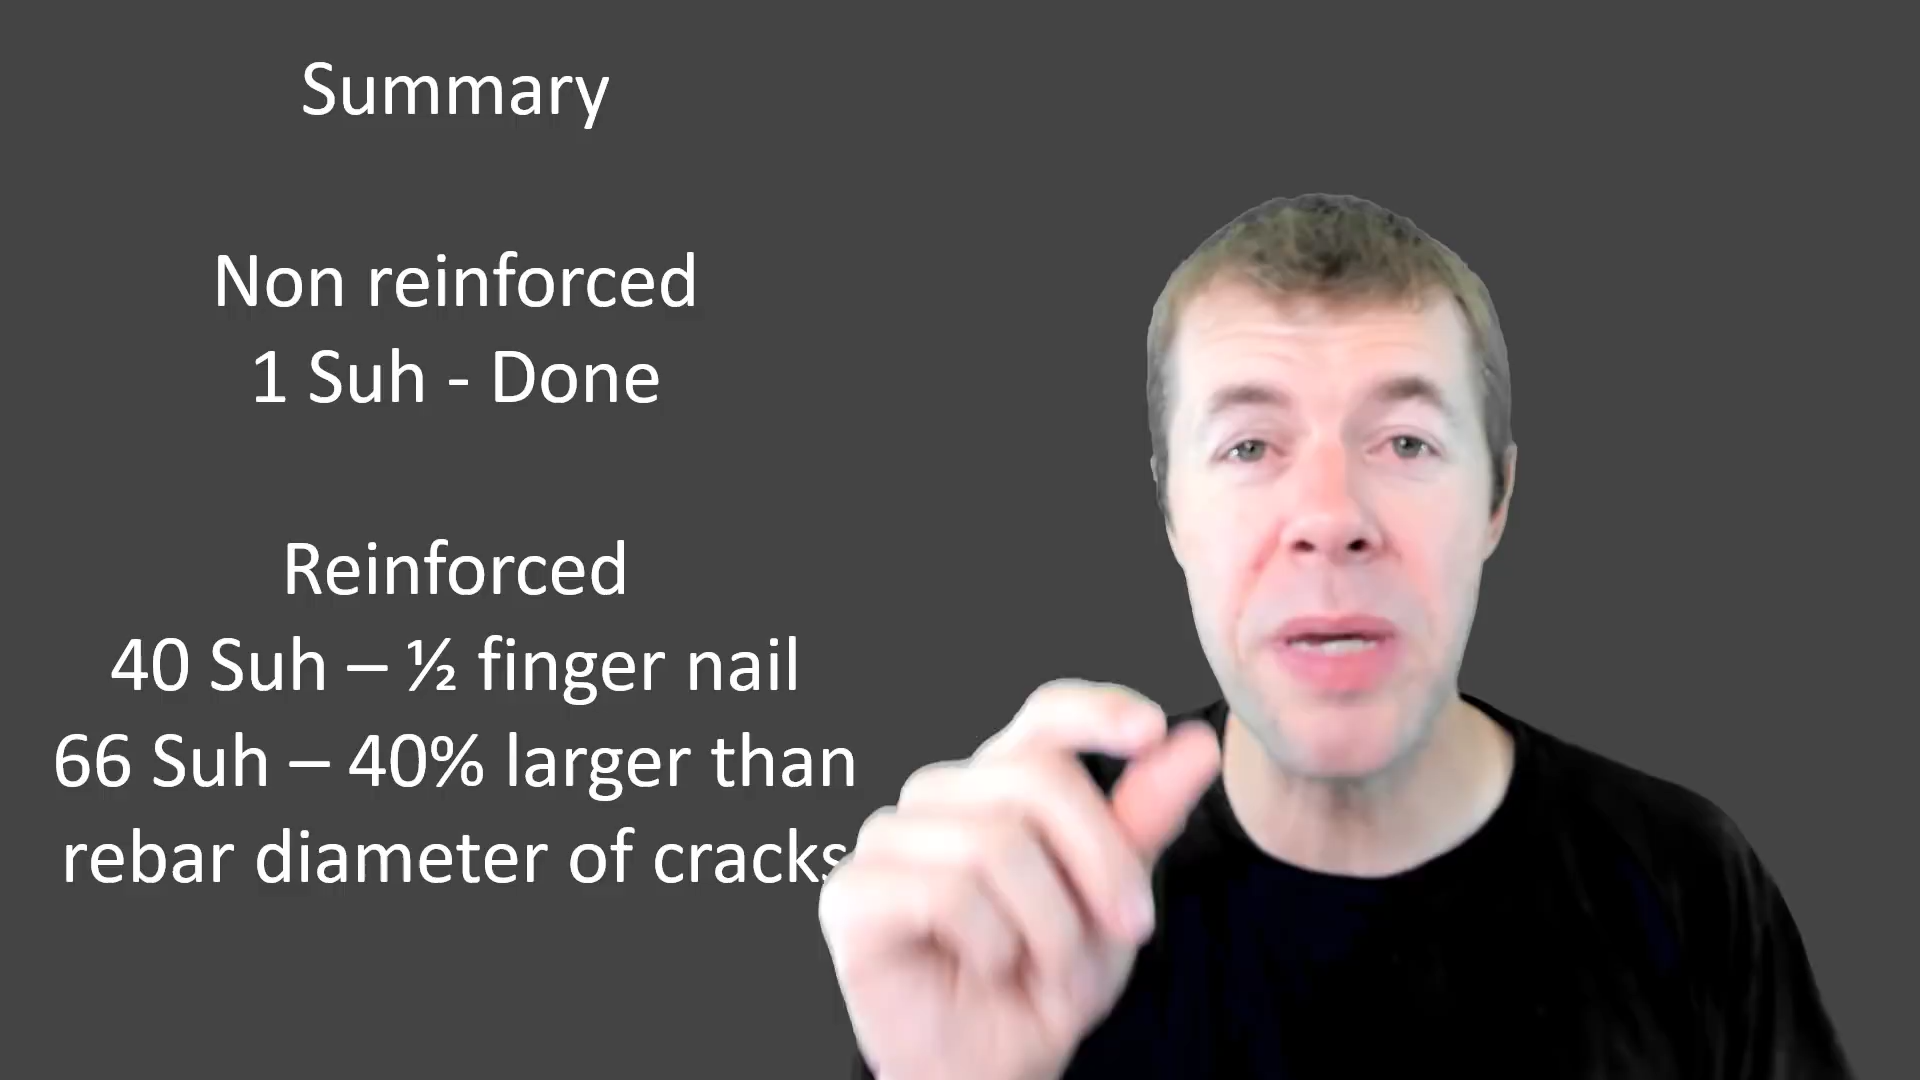 Summary
Non reinforced
1 Suh - Done
Reinforced
40 Suh – ½ finger nail
66 Suh – 40% larger than
rebar diameter of cracks